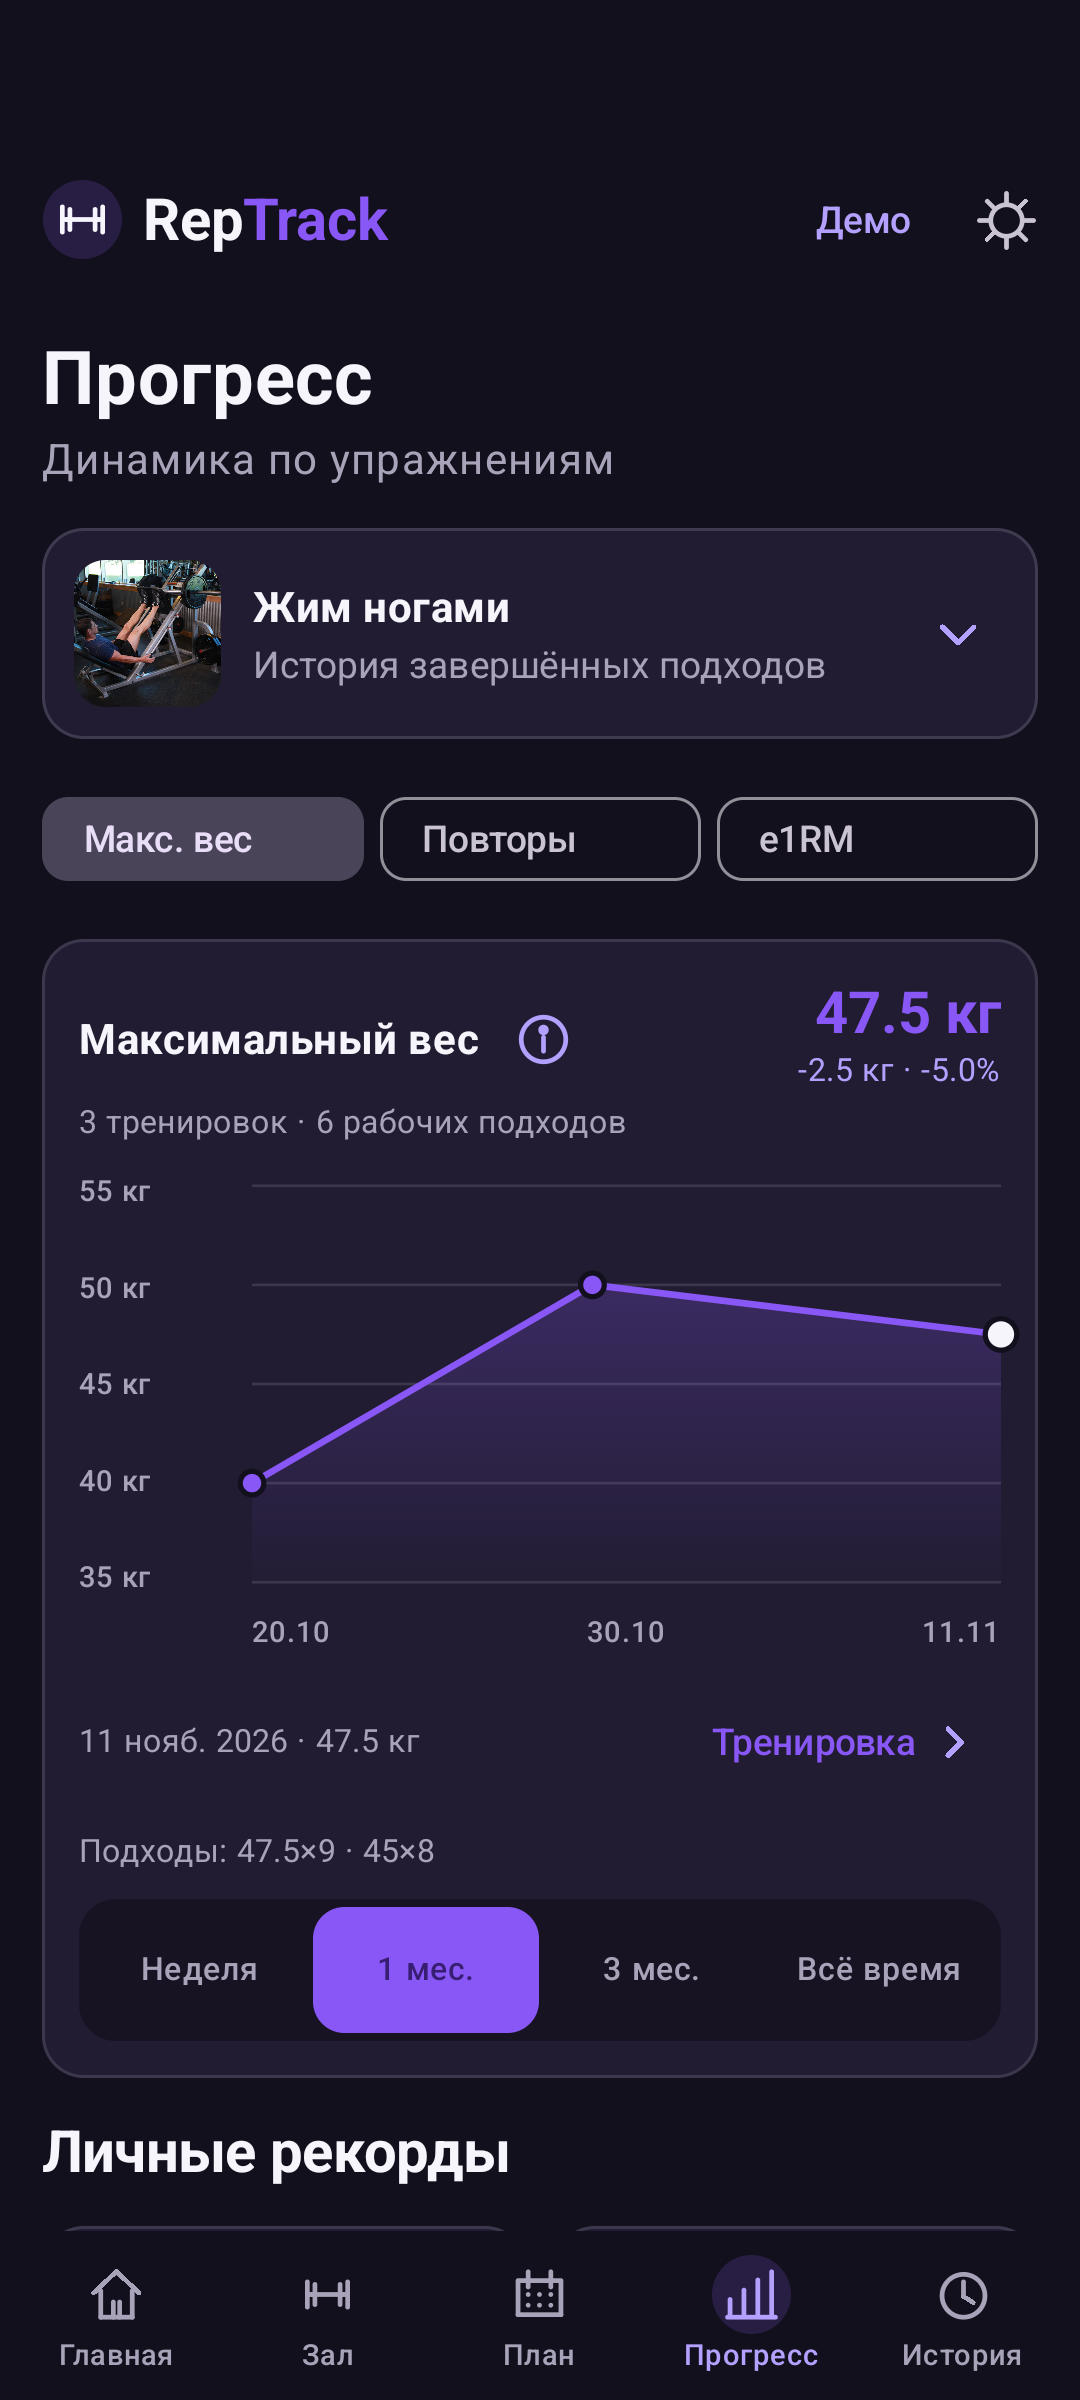 RepTrack
Демо
Прогресс
Динамика по упражнениям
Жим ногами
История завершённых подходов
Макс. вес
Повторы
e1RM
47.5 кг
Максимальный вес
-2.5 кг · -5.0%
3 тренировок · 6 рабочих подходов
55 кг
50 кг
45 кг
40 кг
35 кг
20.10 30.10 11.11
11 нояб. 2026 · 47.5 кг
Тренировка
Подходы: 47.5×9 · 45×8
Неделя 1 мес. 3 мес. Всё время
Личные рекорды
Главная Зал План Прогресс История